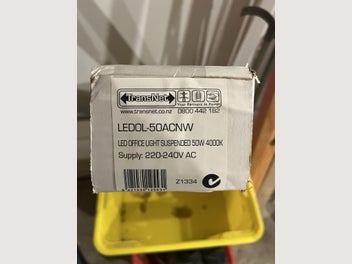 TransNet
Your Partners in Power
www.transnet.co.nz 0800 442 182
LEDOL-50ACNW
LED OFFICE LIGHT SUSPENDED 50W 4000K
Supply: 220-240V AC
Z1334